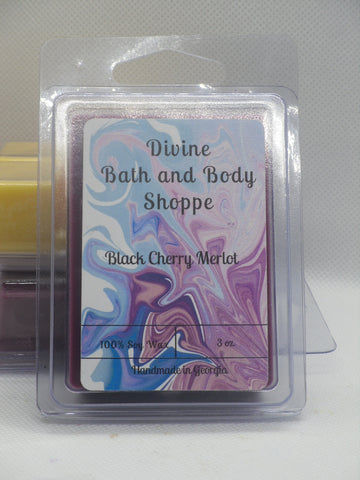 Divine
Bath and Body
Shoppe
Black Cherry Merlot
100% Soy Wax
3 oz.
Handmade in Georgia